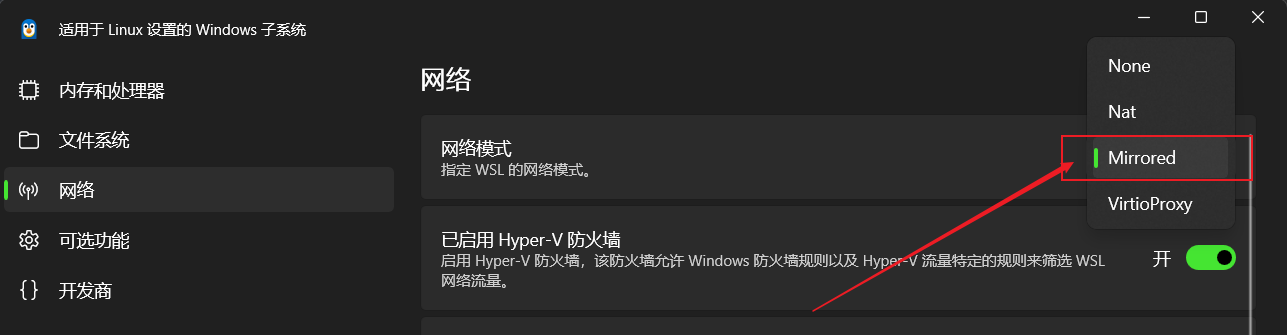 适用于 Linux 设置的 Windows 子系统
内存和处理器
文件系统
网络
可选功能
开发商
网络
网络模式
指定 WSL 的网络模式。
None
Nat
Mirrored
VirtioProxy
已启用 Hyper-V 防火墙
启用 Hyper-V 防火墙，该防火墙允许 Windows 防火墙规则以及 Hyper-V 流量特定的规则来筛选 WSL
网络流量。
开